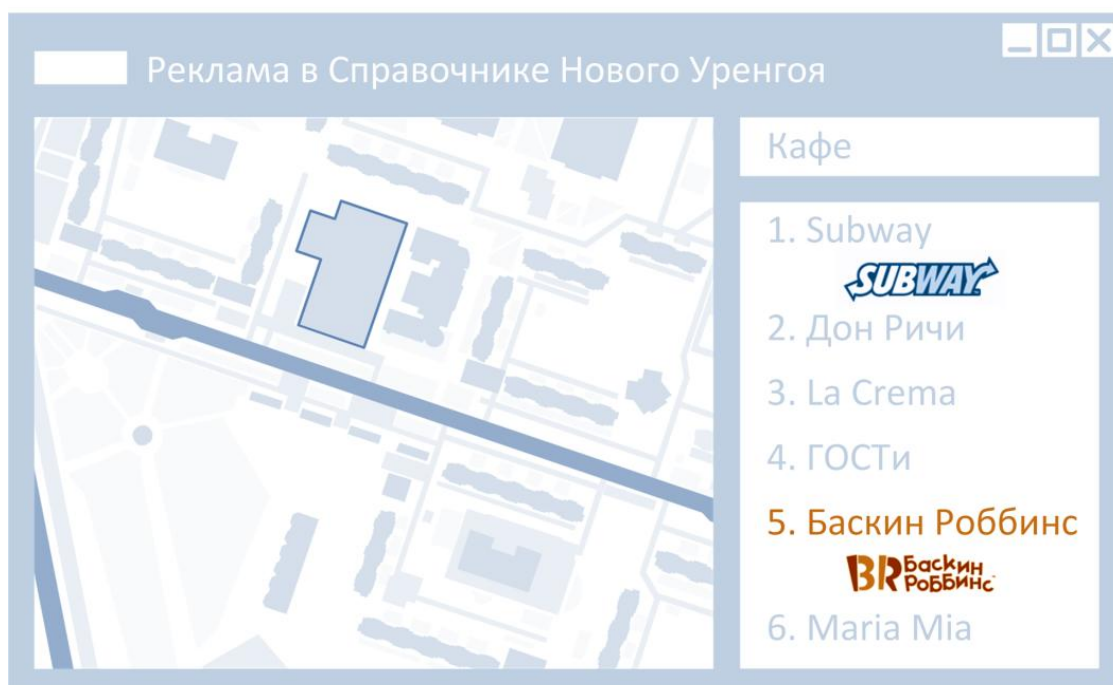 Реклама в Справочнике Нового Уренгоя
Кафе
1. Subway
SUBWAY
2. Дон Ричи
3. La Crema
4. ГОСТи
5. Баскин Роббинс
BR Баскин
Роббинс
6. Maria Mia